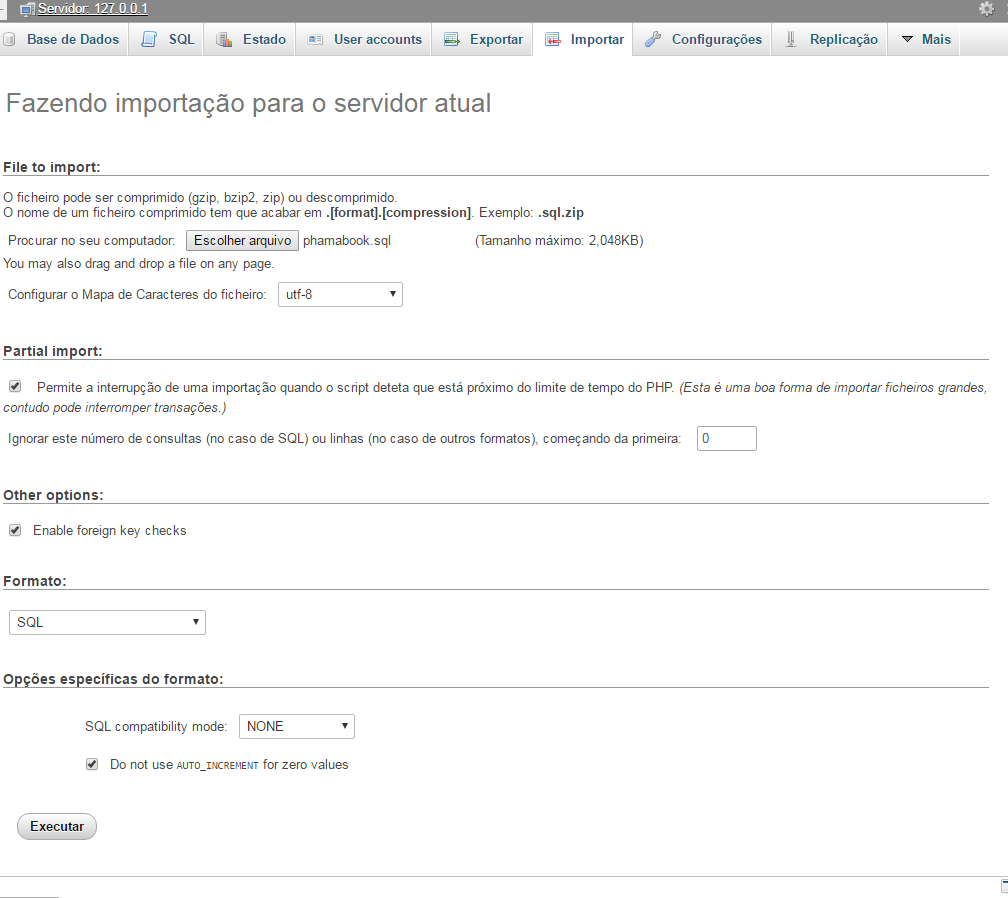 Servidor: 127.0.0.1
Base de Dados SQL Estado User accounts Exportar Importar Configurações Replicação Mais
Fazendo importação para o servidor atual
File to import:
O ficheiro pode ser comprimido (gzip, bzip2, zip) ou descomprimido.
O nome de um ficheiro comprimido tem que acabar em .[format].[compression]. Exemplo: .sql.zip
Procurar no seu computador: Escolher arquivo phamabook.sql (Tamanho máximo: 2,048KB)
You may also drag and drop a file on any page.
Configurar o Mapa de Caracteres do ficheiro: utf-8
Partial import:
Permite a interrupção de uma importação quando o script deteta que está próximo do limite de tempo do PHP. (Esta é uma boa forma de importar ficheiros grandes,
contudo pode interromper transações.)
Ignorar este número de consultas (no caso de SQL) ou linhas (no caso de outros formatos), começando da primeira: 0
Other options:
Enable foreign key checks
Formato:
SQL
Opções específicas do formato:
SQL compatibility mode: NONE
Do not use AUTO_INCREMENT for zero values
Executar